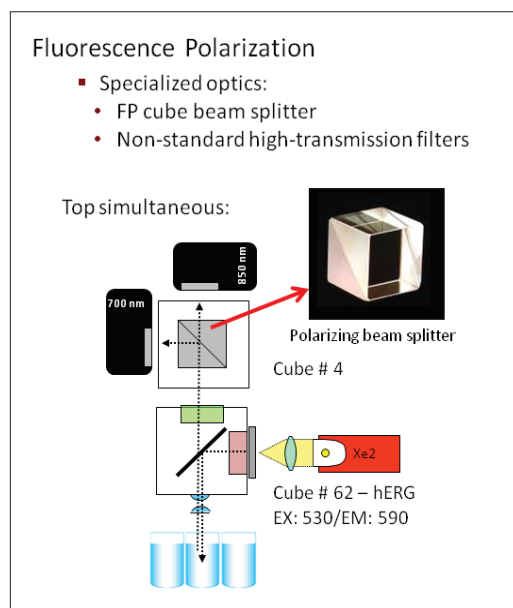 Fluorescence Polarization
▪ Specialized optics:
• FP cube beam splitter
• Non-standard high-transmission filters
Top simultaneous:
850 nm
700 nm
Polarizing beam splitter
Cube # 4
Xe2
Cube # 62 – hERG
EX: 530/EM: 590